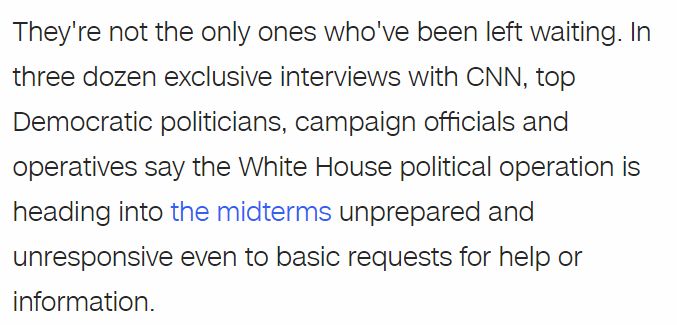 They're not the only ones who've been left waiting. In
three dozen exclusive interviews with CNN, top
Democratic politicians, campaign officials and
operatives say the White House political operation is
heading into the midterms unprepared and
unresponsive even to basic requests for help or
information.